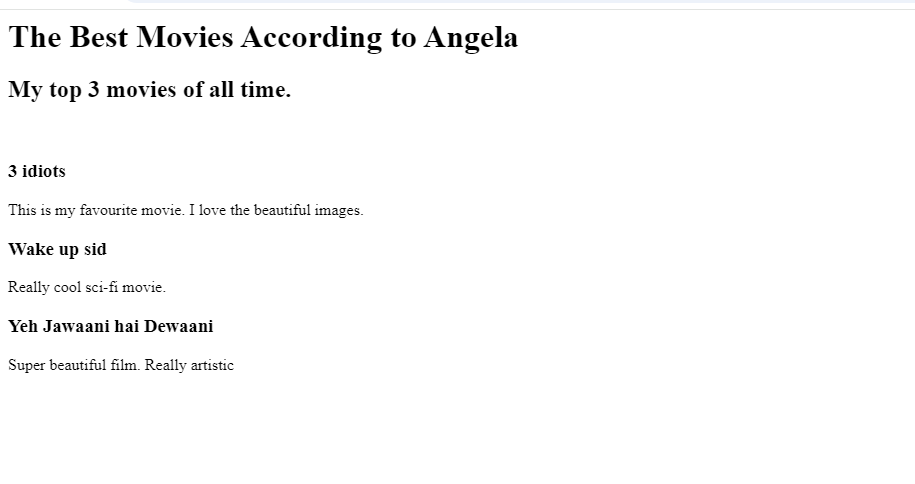 The Best Movies According to Angela
My top 3 movies of all time.
3 idiots
This is my favourite movie. I love the beautiful images.
Wake up sid
Really cool sci-fi movie.
Yeh Jawaani hai Dewaani
Super beautiful film. Really artistic